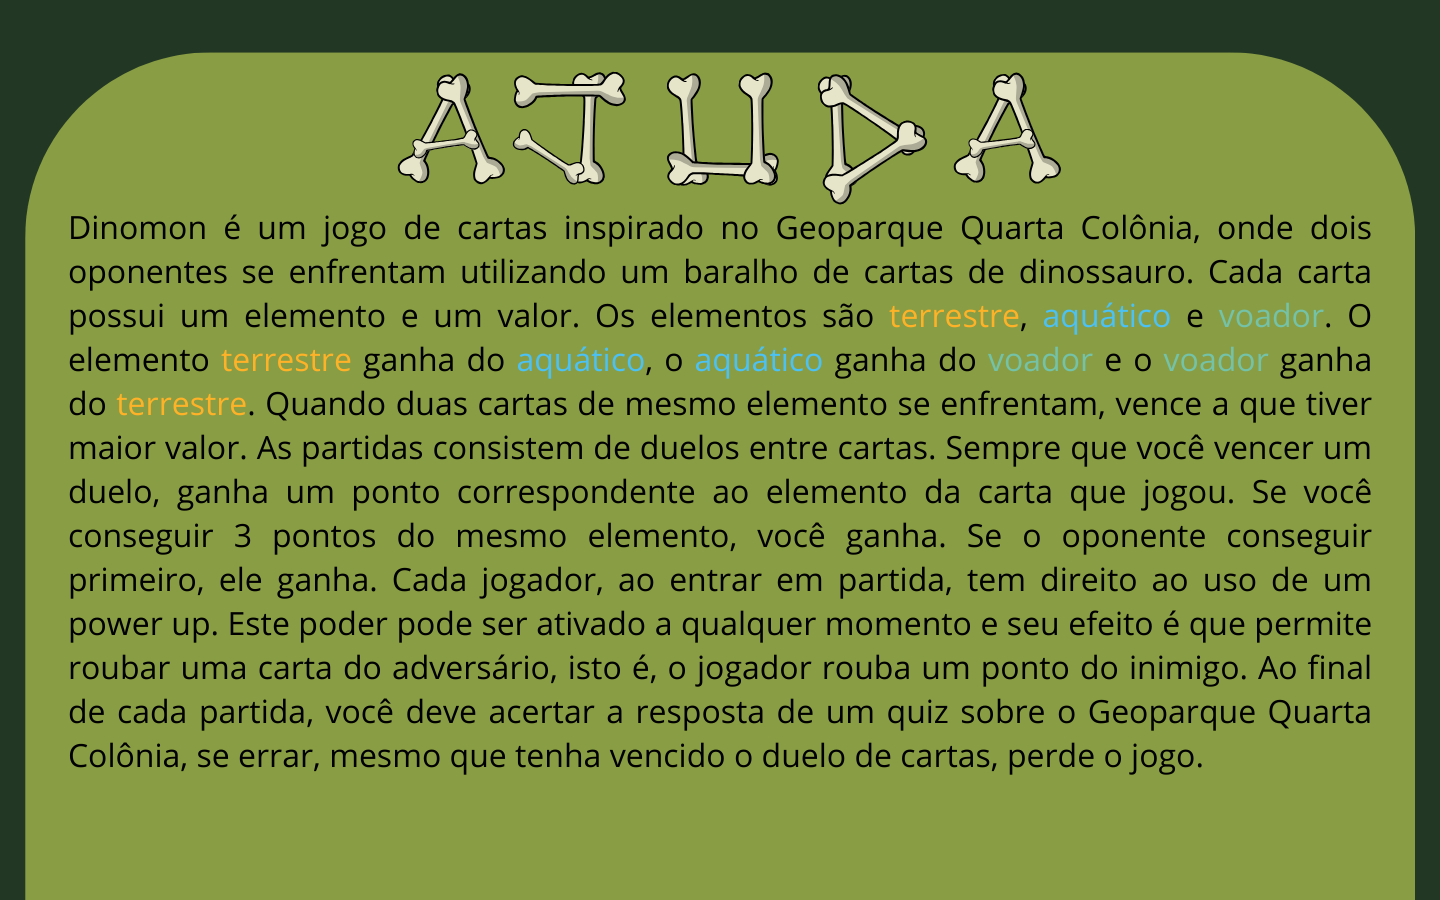 AJUDA
Dinomon é um jogo de cartas inspirado no Geoparque Quarta Colônia, onde dois
oponentes se enfrentam utilizando um baralho de cartas de dinossauro. Cada carta
possui um elemento e um valor. Os elementos são terrestre, aquático e voador. O
elemento terrestre ganha do aquático, o aquático ganha do voador e o voador ganha
do terrestre. Quando duas cartas de mesmo elemento se enfrentam, vence a que tiver
maior valor. As partidas consistem de duelos entre cartas. Sempre que você vencer um
duelo, ganha um ponto correspondente ao elemento da carta que jogou. Se você
conseguir 3 pontos do mesmo elemento, você ganha. Se o oponente conseguir
primeiro, ele ganha. Cada jogador, ao entrar em partida, tem direito ao uso de um
power up. Este poder pode ser ativado a qualquer momento e seu efeito é que permite
roubar uma carta do adversário, isto é, o jogador rouba um ponto do inimigo. Ao final
de cada partida, você deve acertar a resposta de um quiz sobre o Geoparque Quarta
Colônia, se errar, mesmo que tenha vencido o duelo de cartas, perde o jogo.